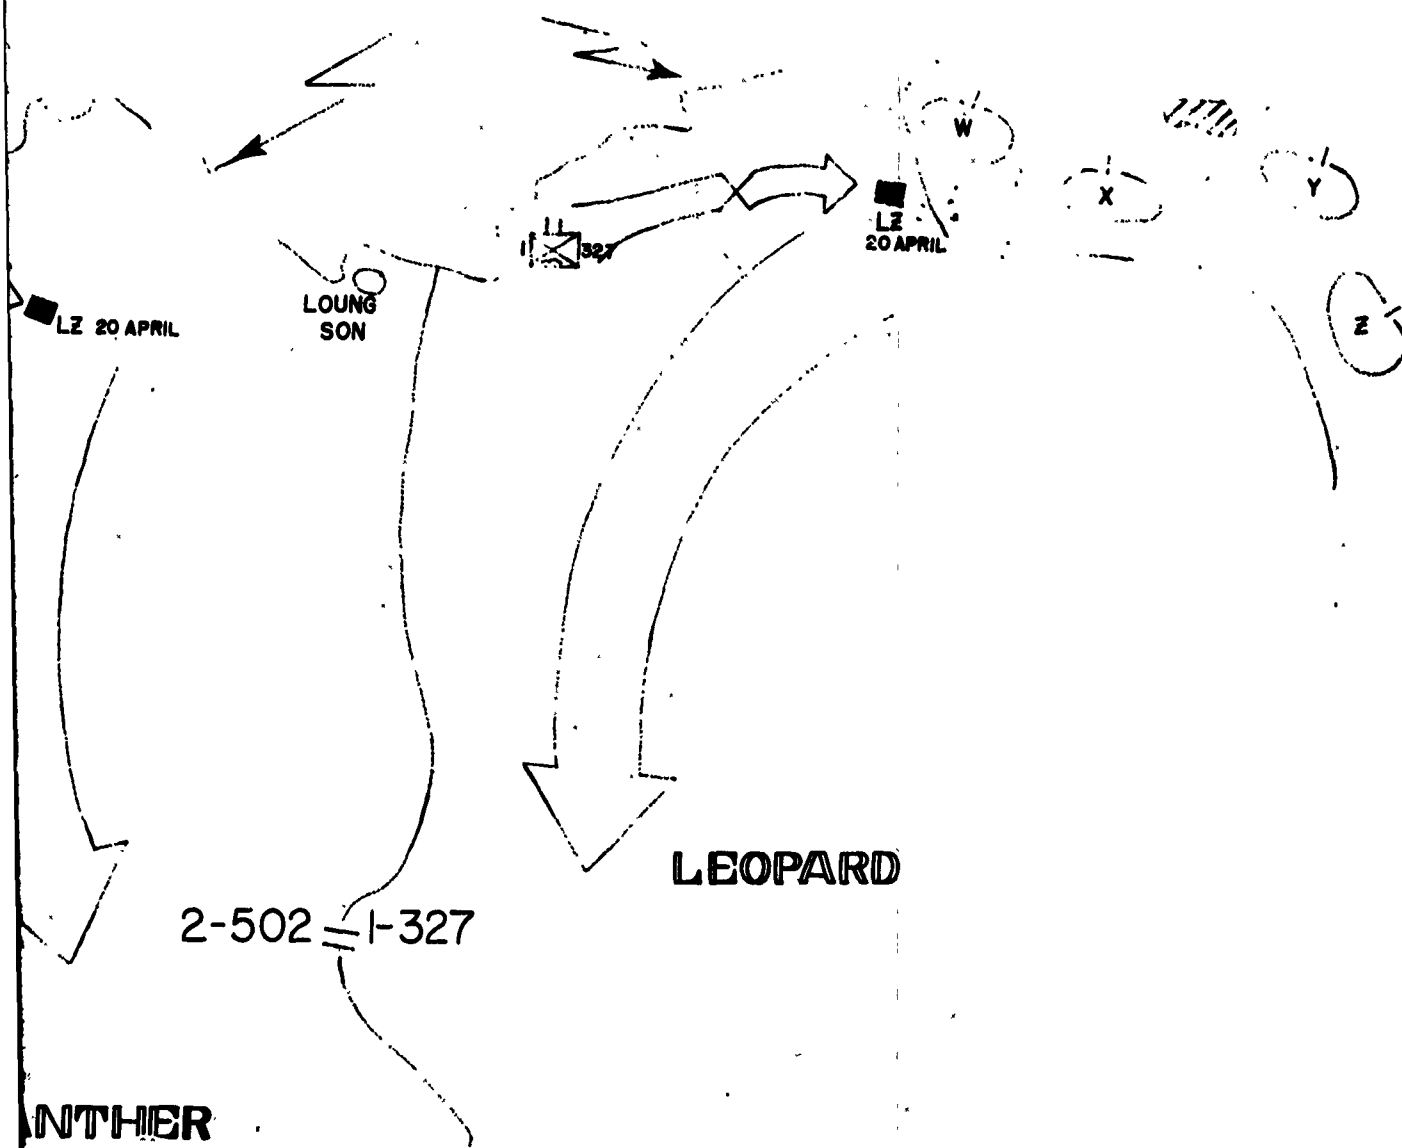 W
X
Y
LZ
20 APRIL
1 327
LOUNG
SON
LZ 20 APRIL
Z
LEOPARD
2-502 1-327
NTHER